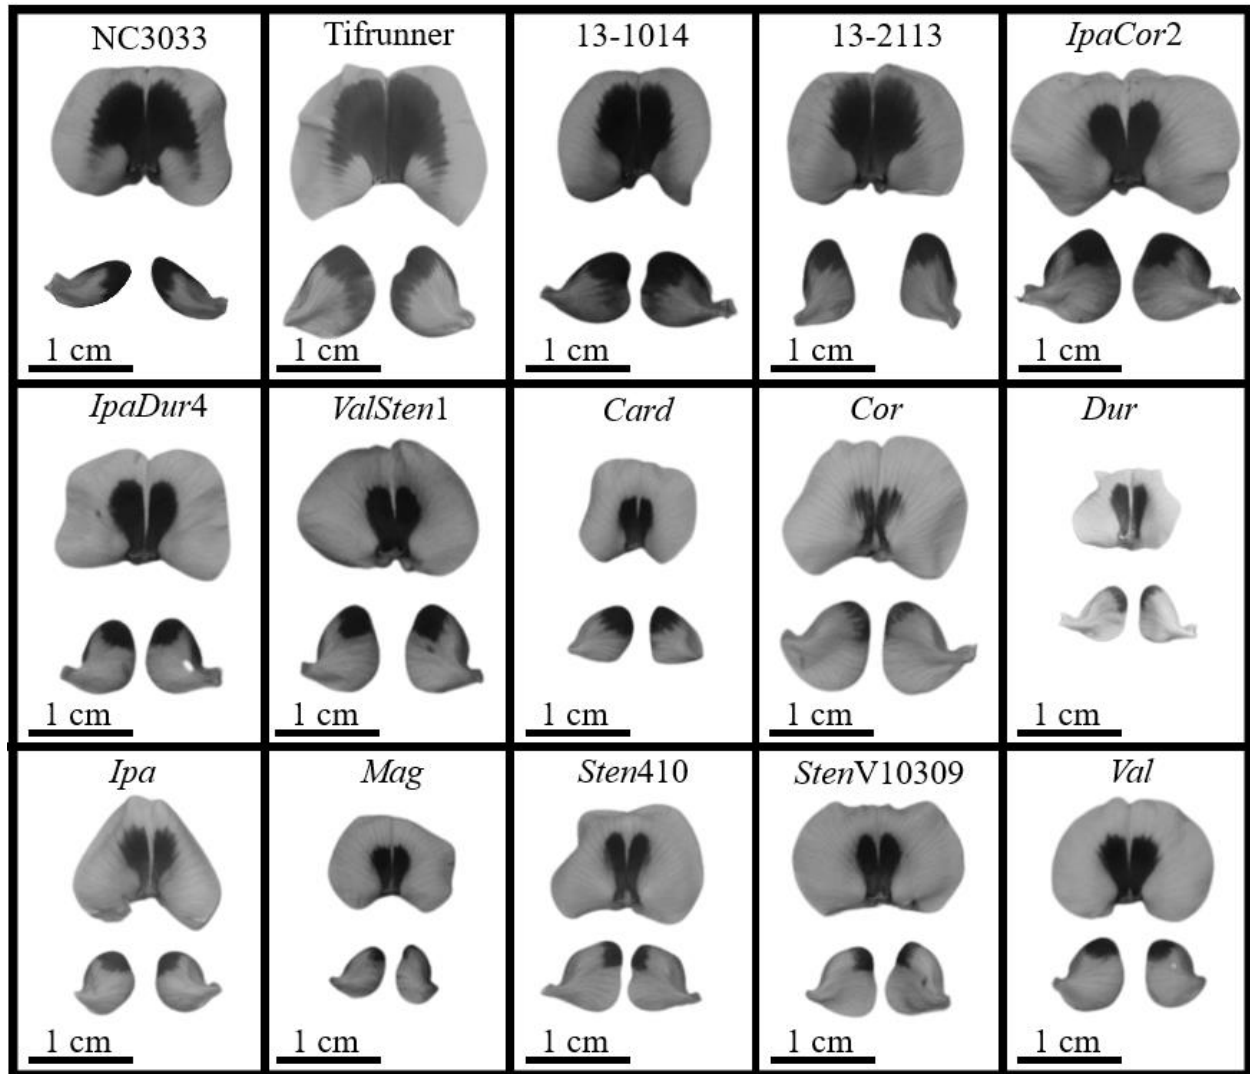 NC3033 Tifrunner 13-1014 13-2113 IpaCor2
1 cm 1 cm 1 cm 1 cm 1 cm
IpaDur4 ValSten1 Card Cor Dur
1 cm 1 cm 1 cm 1 cm 1 cm
Ipa Mag Sten410 StenV10309 Val
1 cm 1 cm 1 cm 1 cm 1 cm